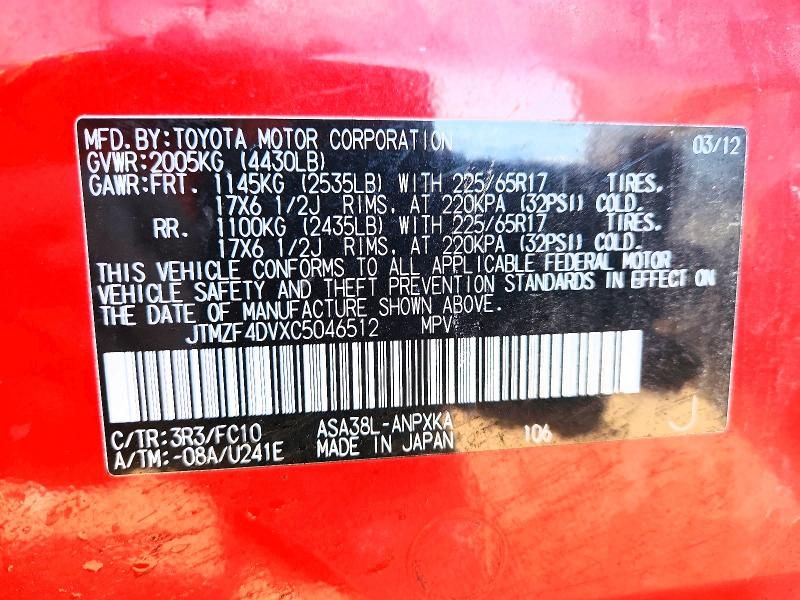 MFD. BY: TOYOTA MOTOR CORPORATION 03/12
GVWR: 2005KG (4430LB)
GAWR: FRT. 1145KG (2535LB) WITH 225/65R17 TIRES.
17X6 1/2J RIMS, AT 220KPA (32PSI) COLD.
RR. 1100KG (2435LB) WITH 225/65R17 TIRES.
17X6 1/2J RIMS, AT 220KPA (32PSI) COLD.
THIS VEHICLE CONFORMS TO ALL APPLICABLE FEDERAL MOTOR
VEHICLE SAFETY AND THEFT PREVENTION STANDARDS IN EFFECT ON
THE DATE OF MANUFACTURE SHOWN ABOVE.
JTMZF4DVXC5046512 MPV
C/TR: 3R3/FC10 ASA38L-ANPXKA 106 J
A/TM: -08A/U241E MADE IN JAPAN